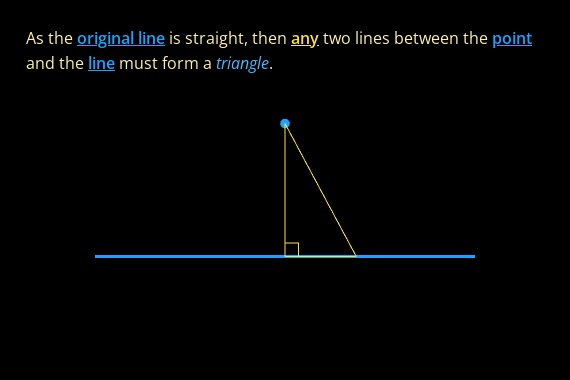 As the original line is straight, then any two lines between the point
and the line must form a triangle.